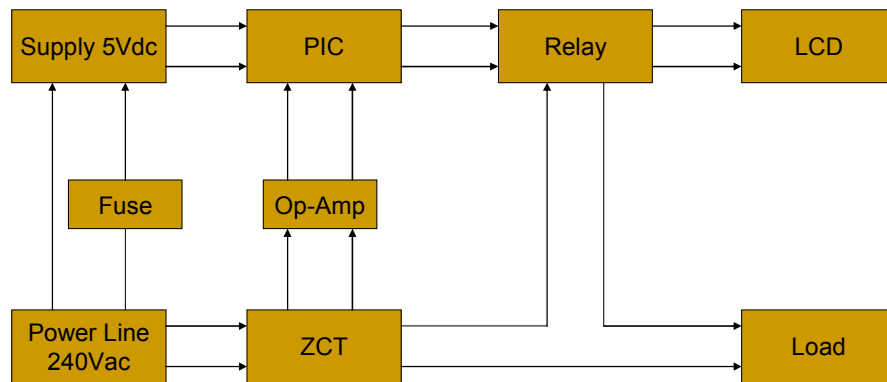 Supply 5Vdc
PIC
Relay
LCD
Fuse
Op-Amp
Power Line
240Vac
ZCT
Load